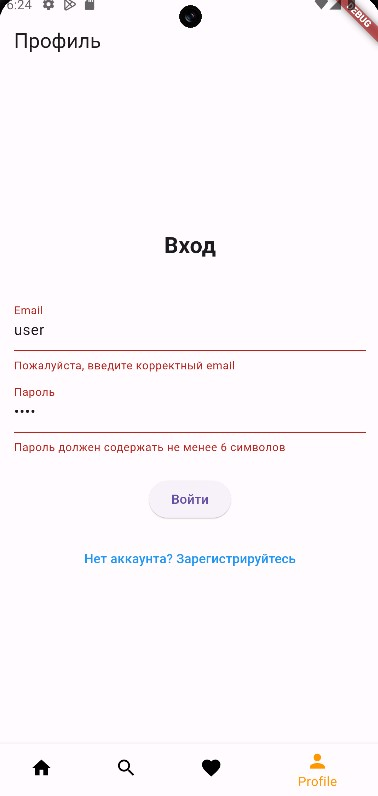 6:24
DEBUG
Профиль
Вход
Email
user
Пожалуйста, введите корректный email
Пароль
••••
Пароль должен содержать не менее 6 символов
Войти
Нет аккаунта? Зарегистрируйтесь
Profile